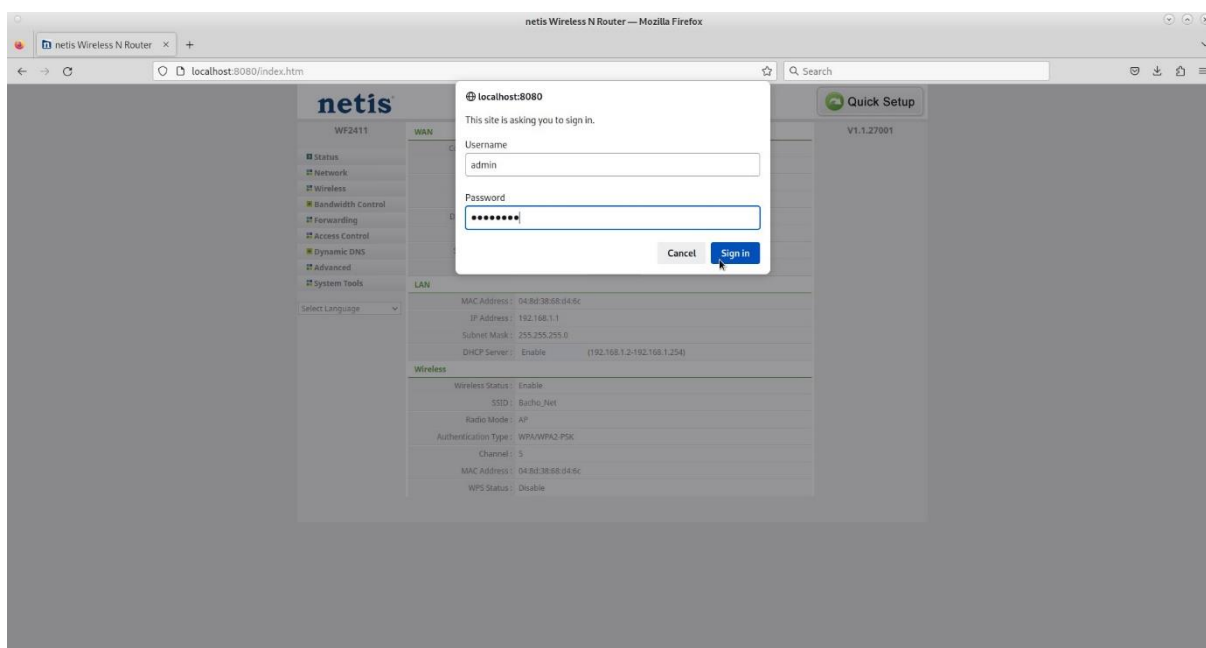 netis Wireless N Router — Mozilla Firefox
netis Wireless N Router
localhost:8080/index.htm
Search
netis
Quick Setup
WF2411
V1.1.27001
Status
Network
Wireless
Bandwidth Control
Forwarding
Access Control
Dynamic DNS
Advanced
System Tools
Select Language
WAN
localhost:8080
This site is asking you to sign in.
Username
admin
Password
Cancel
Sign in
LAN
MAC Address : 04:8d:38:68:d4:6c
IP Address : 192.168.1.1
Subnet Mask : 255.255.255.0
DHCP Server : Enable (192.168.1.2-192.168.1.254)
Wireless
Wireless Status : Enable
SSID : Bacho_Net
Radio Mode : AP
Authentication Type : WPA/WPA2-PSK
Channel : 5
MAC Address : 04:8d:38:68:d4:6c
WPS Status : Disable